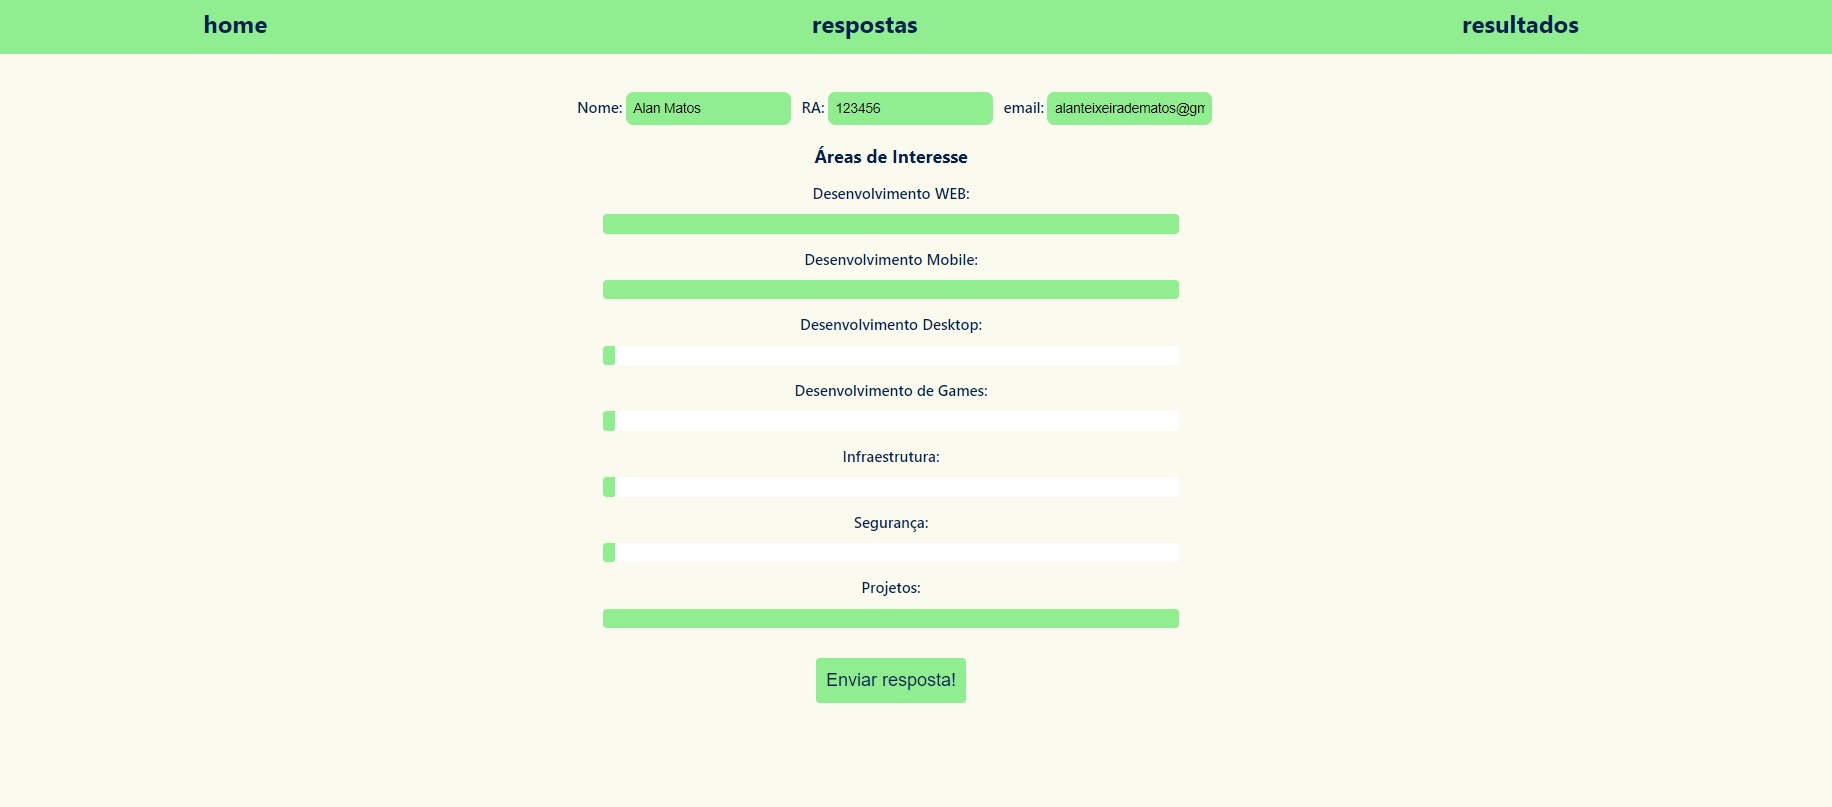 home respostas resultados
Nome: Alan Matos RA: 123456 email: alanteixeiradematos@gm
Áreas de Interesse
Desenvolvimento WEB:
Desenvolvimento Mobile:
Desenvolvimento Desktop:
Desenvolvimento de Games:
Infraestrutura:
Segurança:
Projetos:
Enviar resposta!